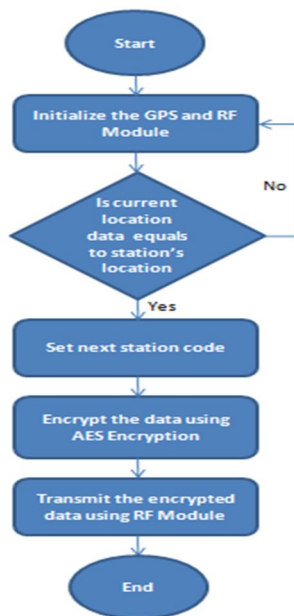 Start
Initialize the GPS and RF
Module
Is current
location
data equals
to station's
location
No
Yes
Set next station code
Encrypt the data using
AES Encryption
Transmit the encrypted
data using RF Module
End